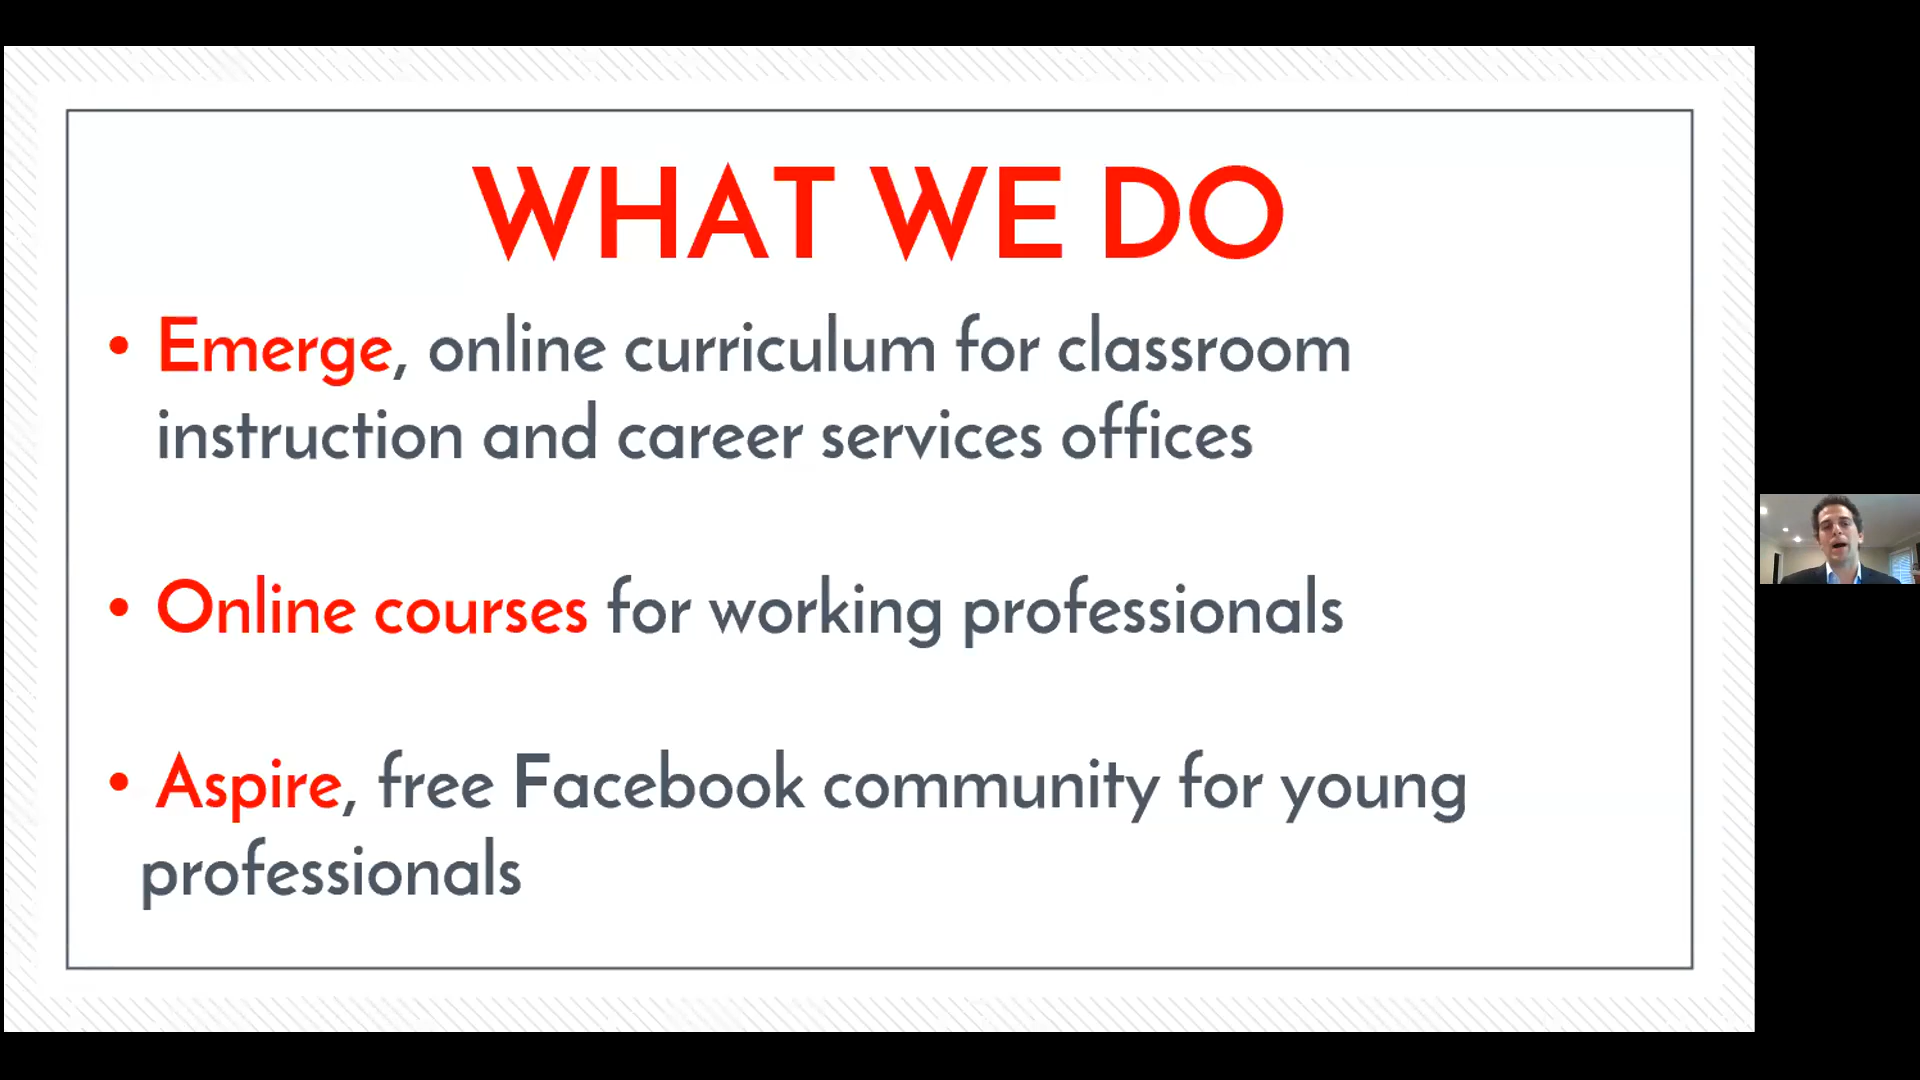 WHAT WE DO
• Emerge, online curriculum for classroom
instruction and career services offices
• Online courses for working professionals
• Aspire, free Facebook community for young
professionals